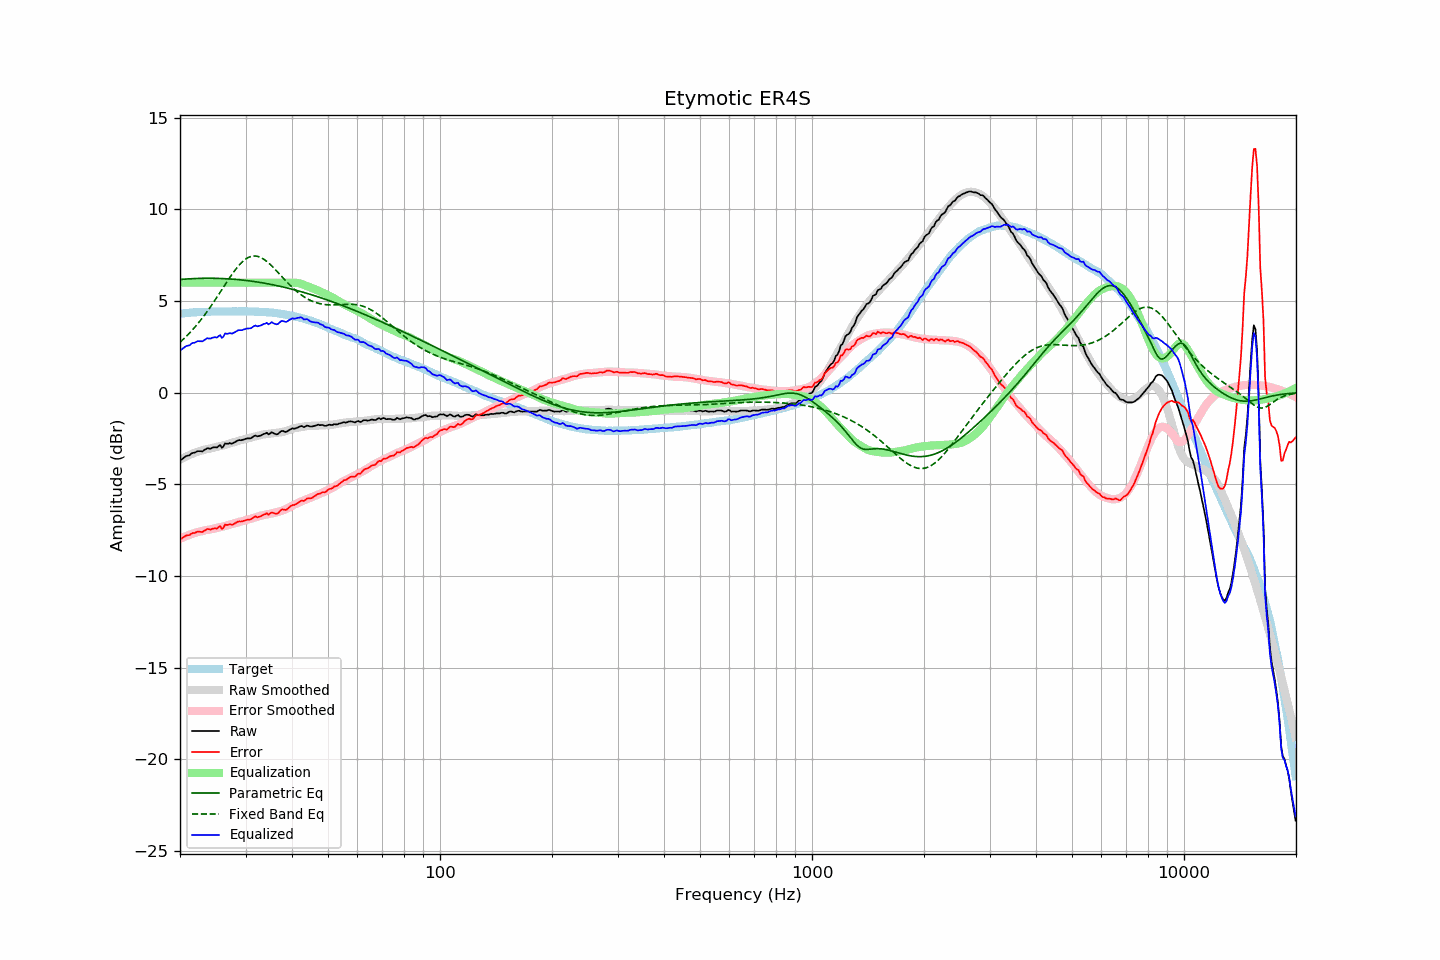 Etymotic ER4S
15
10
5
0
−5
−10
−15
−20
−25
Amplitude (dBr)
Target
Raw Smoothed
Error Smoothed
Raw
Error
Equalization
Parametric Eq
Fixed Band Eq
Equalized
100
1000
10000
Frequency (Hz)